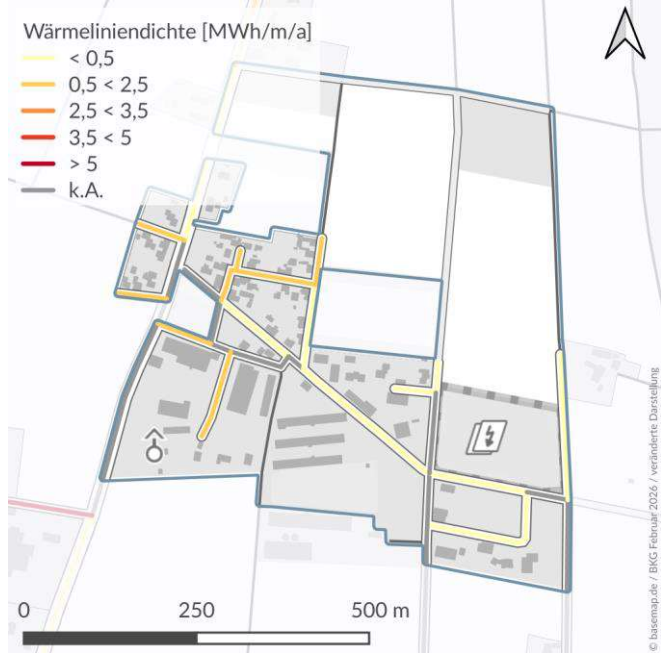 Wärmeliniendichte [MWh/m/a]
< 0,5
0,5 < 2,5
2,5 < 3,5
3,5 < 5
> 5
k.A.
0 250 500 m
© basemap.de / BKG Februar 2026 / veränderte Darstellung